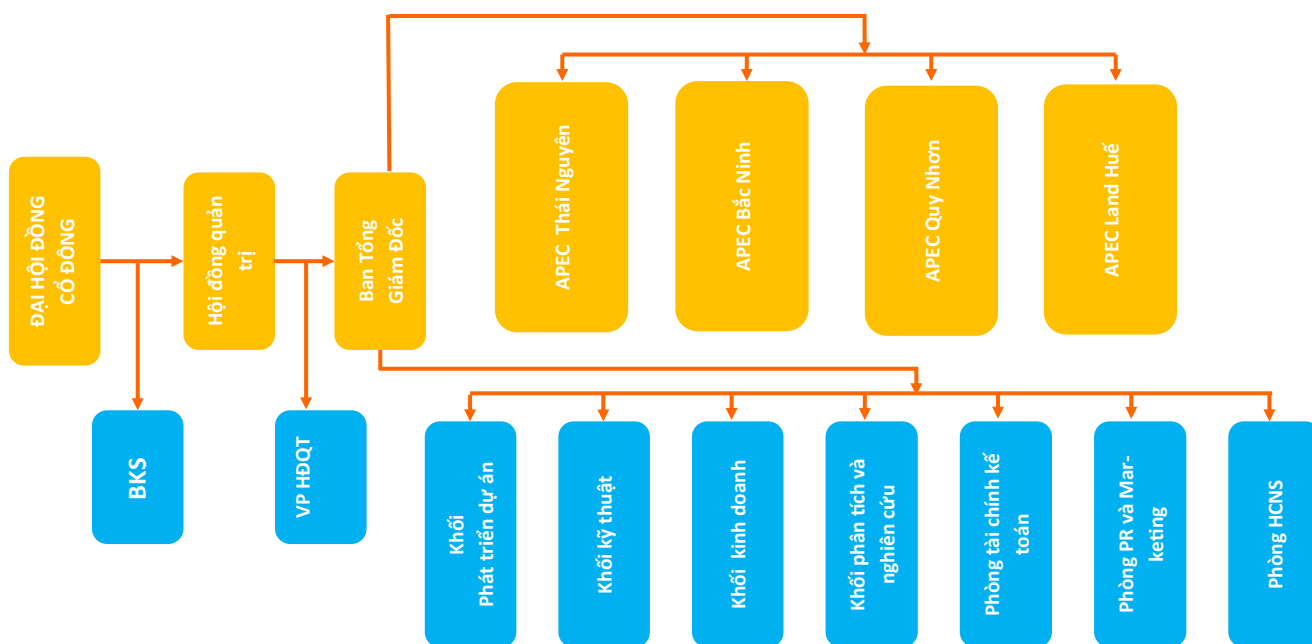 ĐẠI HỘI ĐỒNG
CỔ ĐÔNG
Hội đồng quản
trị
Ban Tổng
Giám Đốc
APEC Thái Nguyên
APEC Bắc Ninh
APEC Quy Nhơn
APEC Land Huế
BKS
VP HĐQT
Khối
Phát triển dự án
Khối kỹ thuật
Khối kinh doanh
Khối phân tích và
nghiên cứu
Phòng tài chính kế
toán
Phòng PR và Mar-
keting
Phòng HCNS